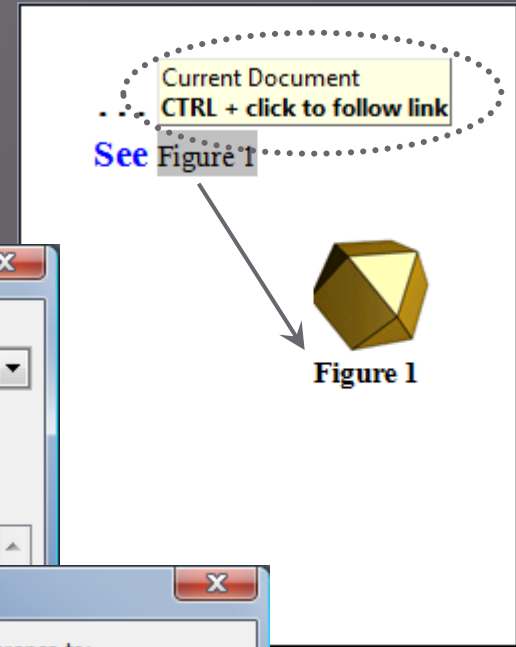 Current Document
... CTRL + click to follow link
See Figure 1
Figure 1